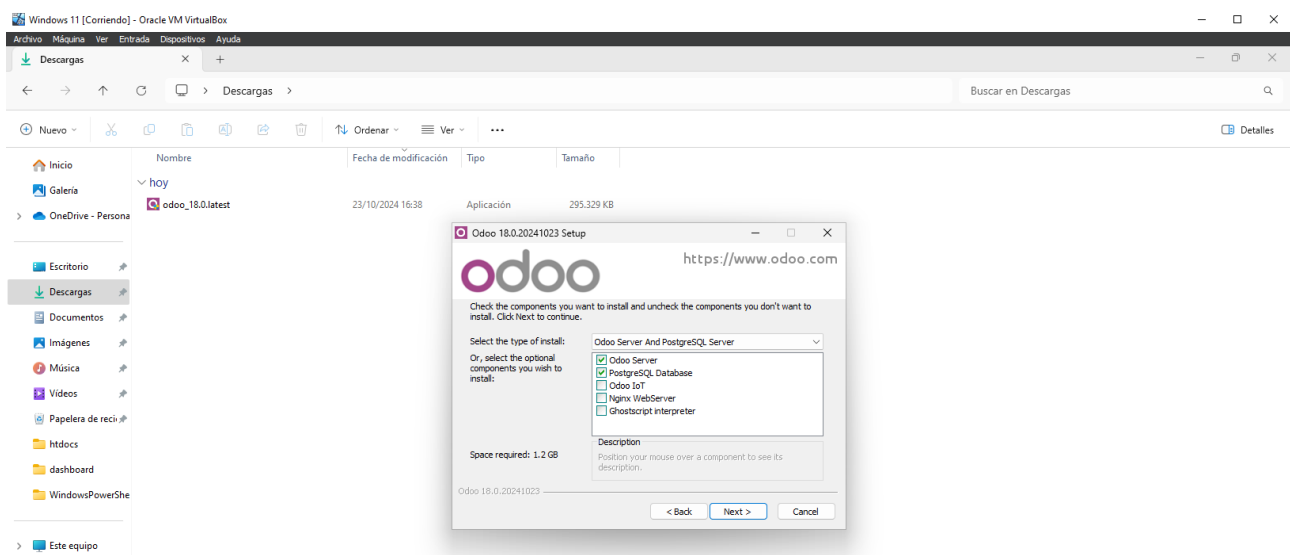 Windows 11 [Corriendo] - Oracle VM VirtualBox
Archivo Máquina Ver Entrada Dispositivos Ayuda
Descargas
Descargas
Buscar en Descargas
Nuevo
Ordenar
Ver
Detalles
Nombre Fecha de modificación Tipo Tamaño
hoy
odoo_18.0.latest 23/10/2024 16:38 Aplicación 295.329 KB
Inicio
Galería
OneDrive - Persona
Escritorio
Descargas
Documentos
Imágenes
Música
Vídeos
Papelera de reci
htdocs
dashboard
WindowsPowerShe
Este equipo
Odoo 18.0.20241023 Setup
odoo
https://www.odoo.com
Check the components you want to install and uncheck the components you don't want to
install. Click Next to continue.
Select the type of install: Odoo Server And PostgreSQL Server
Or, select the optional
components you wish to
install:
Odoo Server
PostgreSQL Database
Odoo IoT
Nginx WebServer
Ghostscript interpreter
Space required: 1.2 GB
Description
Position your mouse over a component to see its
description.
Odoo 18.0.20241023
< Back Next > Cancel